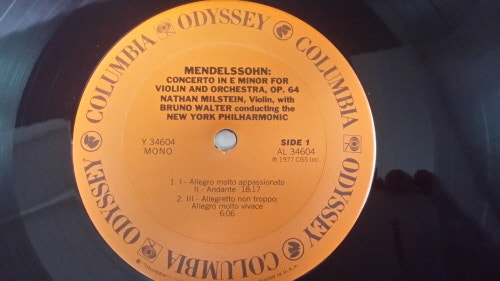 COLUMBIA
ODYSSEY
COLUMBIA
ODYSSEY
COLUMBIA
ODYSSEY
MENDELSSOHN:
CONCERTO IN E MINOR FOR
VIOLIN AND ORCHESTRA, OP. 64
NATHAN MILSTEIN, Violin, with
BRUNO WALTER conducting the
NEW YORK PHILHARMONIC
Y 34604
MONO
SIDE 1
AL 34604
℗ 1977 CBS Inc.
1. I - Allegro molto appassionato
II - Andante 18:17
2. III - Allegretto non troppo,
Allegro molto vivace
6:06